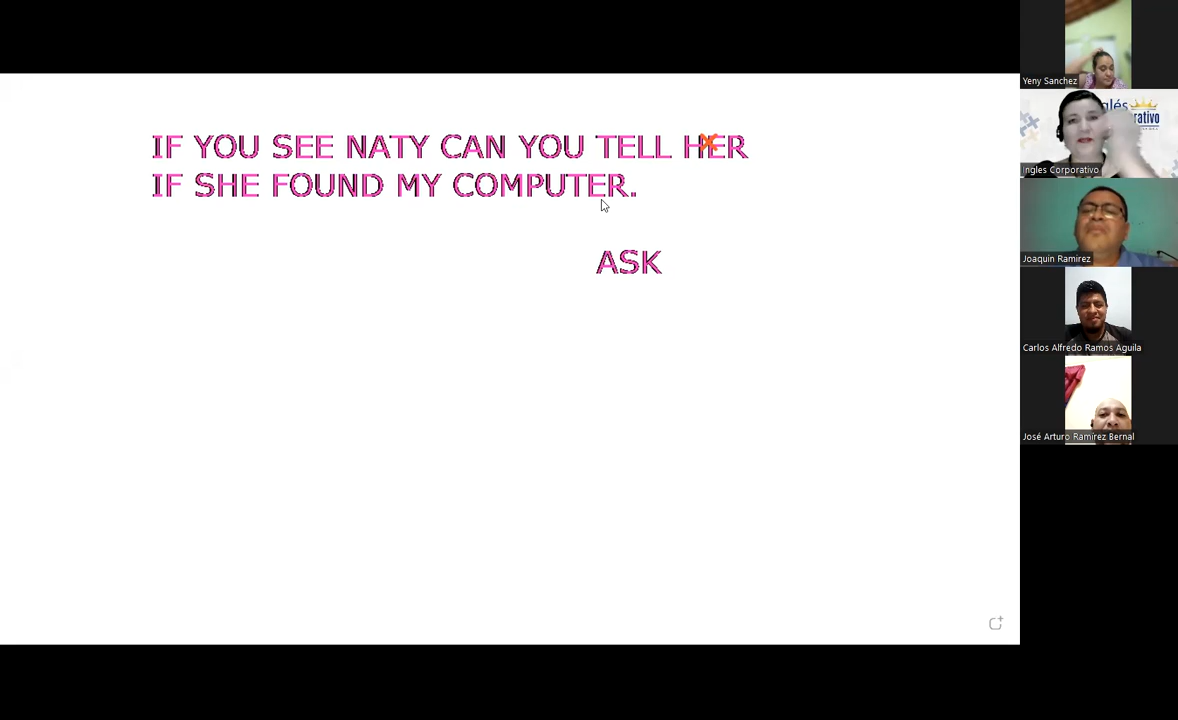 IF YOU SEE NATY CAN YOU TELL HER
IF SHE FOUND MY COMPUTER.
ASK
Yeny Sanchez
Ingles Corporativo
Joaquin Ramirez
Carlos Alfredo Ramos Aguila
José Arturo Ramírez Bernal